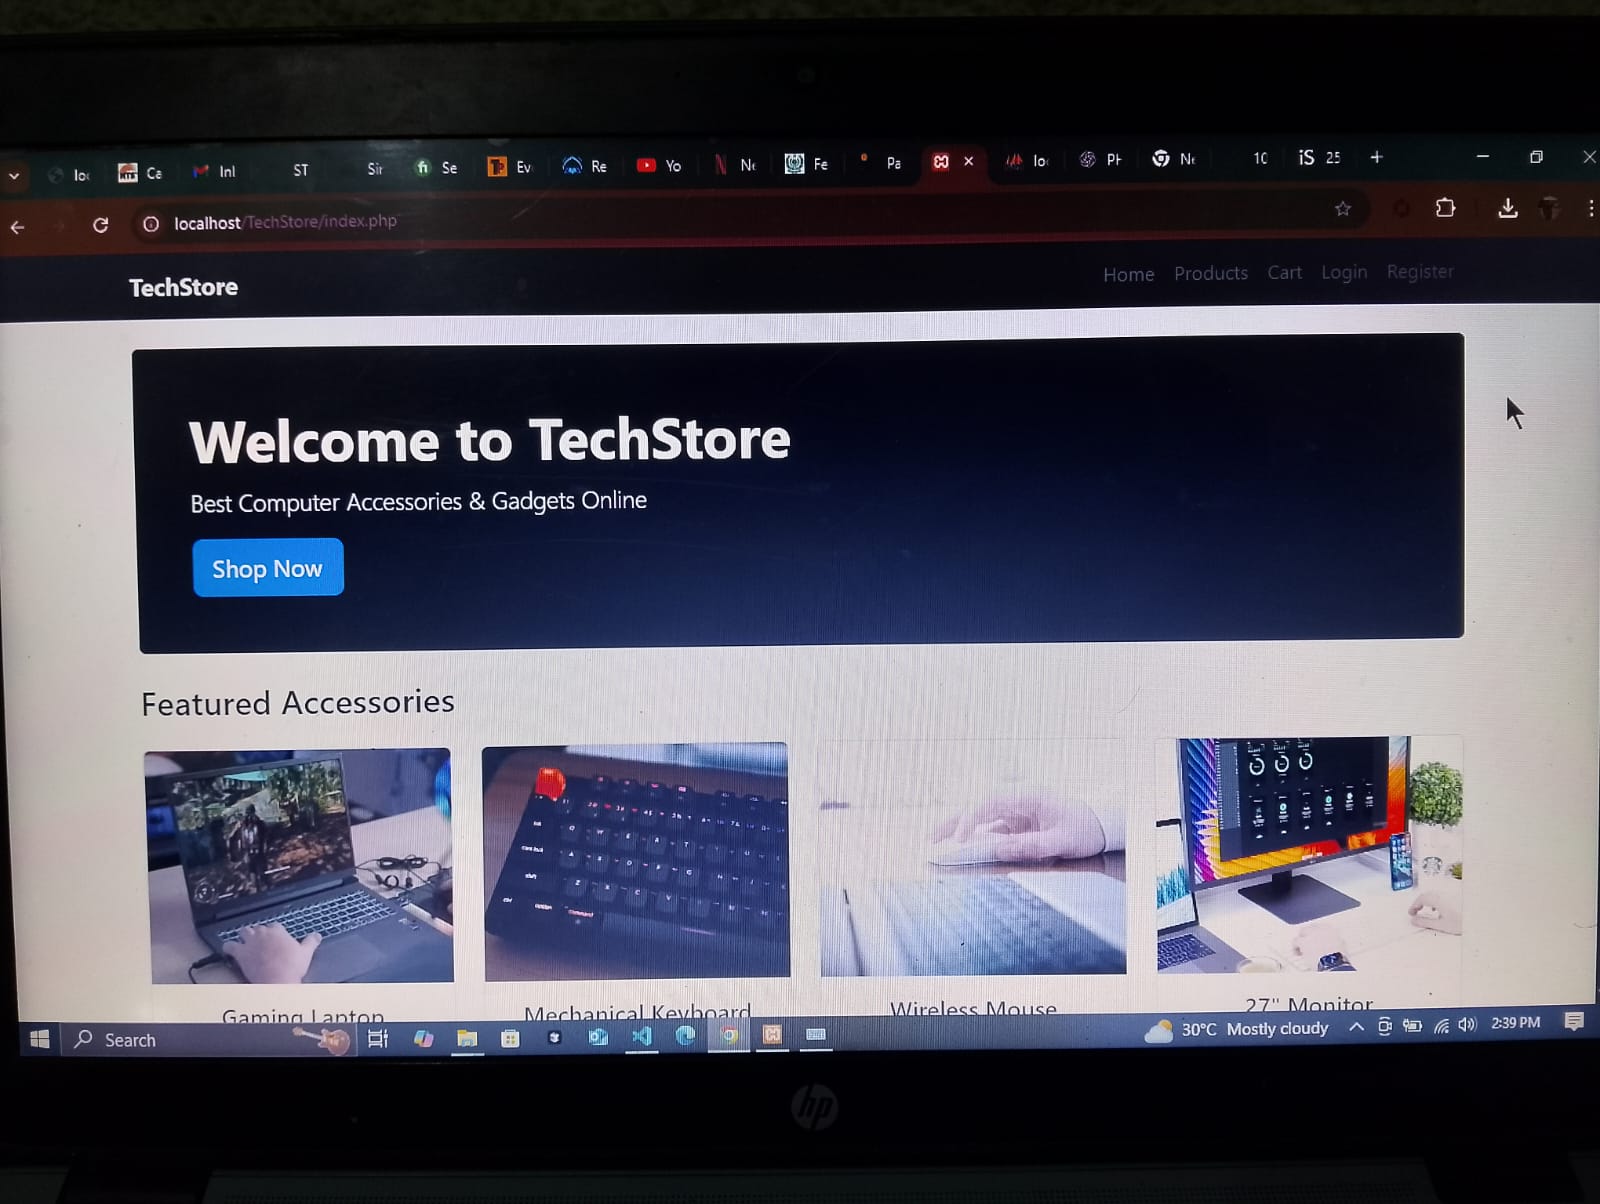 loc Ca Inl ST Sir Se Ev Re Yo Ne Fe Pa loc PH Ne 10 iS 25
localhost/TechStore/index.php
TechStore
Home Products Cart Login Register
Welcome to TechStore
Best Computer Accessories & Gadgets Online
Shop Now
Featured Accessories
Gaming Laptop Mechanical Keyboard Wireless Mouse 27" Monitor
Search
30°C Mostly cloudy
2:39 PM
hp